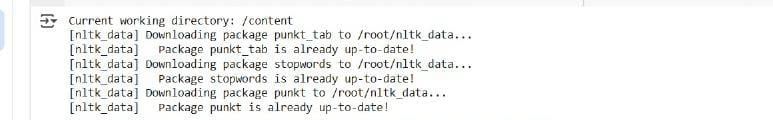 Current working directory: /content
[nltk_data] Downloading package punkt_tab to /root/nltk_data...
[nltk_data]   Package punkt_tab is already up-to-date!
[nltk_data] Downloading package stopwords to /root/nltk_data...
[nltk_data]   Package stopwords is already up-to-date!
[nltk_data] Downloading package punkt to /root/nltk_data...
[nltk_data]   Package punkt is already up-to-date!